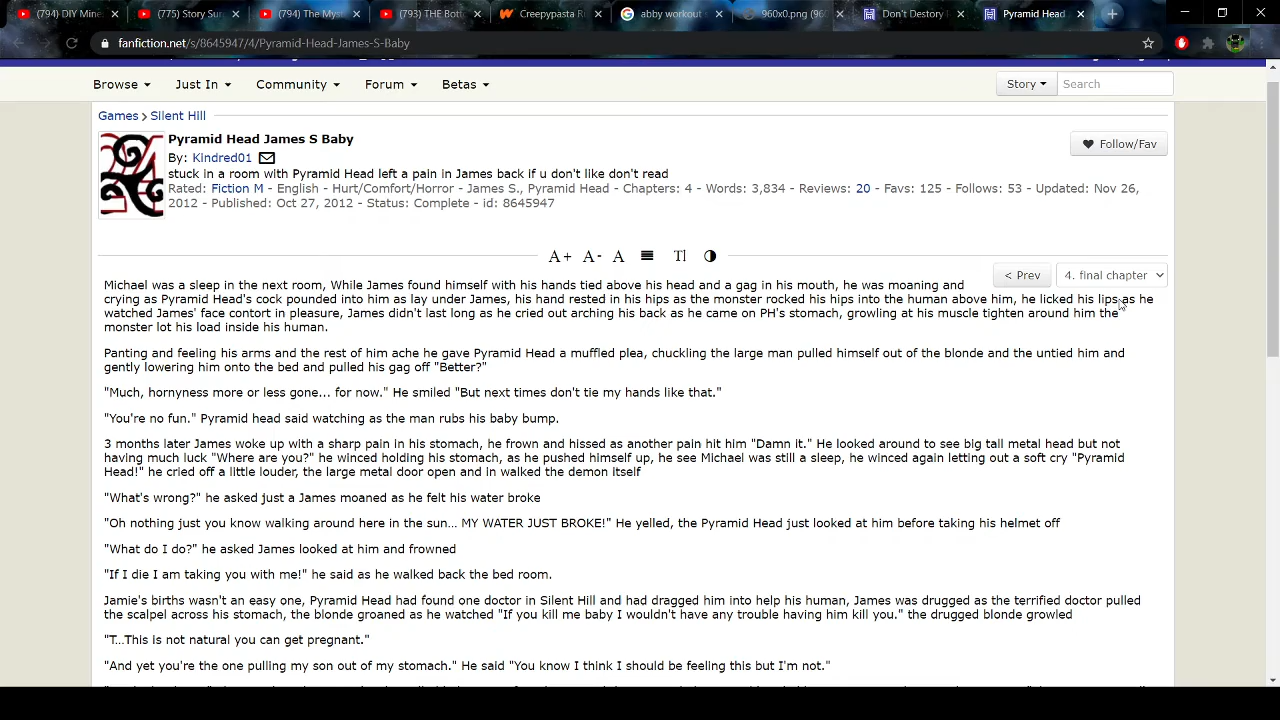 (794) DIY Mine
(775) Story Sur
(794) The Myst
(793) THE Bott
Creepypasta R
abby workout -
960x0.png (960
Don't Destory
Pyramid Head
fanfiction.net/s/8645947/4/Pyramid-Head-James-S-Baby
Browse Just In Community Forum Betas Story Search
Games > Silent Hill
Pyramid Head James S Baby
Follow/Fav
By: Kindred01
stuck in a room with Pyramid Head left a pain in James back if u don't like don't read
Rated: Fiction M - English - Hurt/Comfort/Horror - James S., Pyramid Head - Chapters: 4 - Words: 3,834 - Reviews: 20 - Favs: 125 - Follows: 53 - Updated: Nov 26,
2012 - Published: Oct 27, 2012 - Status: Complete - id: 8645947
A+ A- A
< Prev 4. final chapter
Michael was a sleep in the next room, While James found himself with his hands tied above his head and a gag in his mouth, he was moaning and
crying as Pyramid Head's cock pounded into him as lay under James, his hand rested in his hips as the monster rocked his hips into the human above him, he licked his lips as he
watched James' face contort in pleasure, James didn't last long as he cried out arching his back as he came on PH's stomach, growling at his muscle tighten around him the
monster lot his load inside his human.
Panting and feeling his arms and the rest of him ache he gave Pyramid Head a muffled plea, chuckling the large man pulled himself out of the blonde and the untied him and
gently lowering him onto the bed and pulled his gag off "Better?"
"Much, hornyness more or less gone... for now." He smiled "But next times don't tie my hands like that."
"You're no fun." Pyramid head said watching as the man rubs his baby bump.
3 months later James woke up with a sharp pain in his stomach, he frown and hissed as another pain hit him "Damn it." He looked around to see big tall metal head but not
having much luck "Where are you?" he winced holding his stomach, as he pushed himself up, he see Michael was still a sleep, he winced again letting out a soft cry "Pyramid
Head!" he cried off a little louder, the large metal door open and in walked the demon itself
"What's wrong?" he asked just a James moaned as he felt his water broke
"Oh nothing just you know walking around here in the sun… MY WATER JUST BROKE!" He yelled, the Pyramid Head just looked at him before taking his helmet off
"What do I do?" he asked James looked at him and frowned
"If I die I am taking you with me!" he said as he walked back the bed room.
Jamie's births wasn't an easy one, Pyramid Head had found one doctor in Silent Hill and had dragged him into help his human, James was drugged as the terrified doctor pulled
the scalpel across his stomach, the blonde groaned as he watched "If you kill me baby I wouldn't have any trouble having him kill you." the drugged blonde growled
"T…This is not natural you can get pregnant."
"And yet you're the one pulling my son out of my stomach." He said "You know I think I should be feeling this but I'm not."